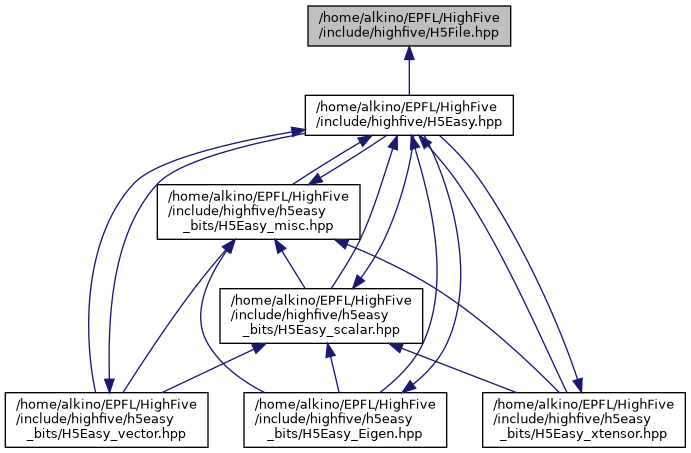 /home/alkino/EPFL/HighFive
/include/highfive/H5File.hpp
/home/alkino/EPFL/HighFive
/include/highfive/H5Easy.hpp
/home/alkino/EPFL/HighFive
/include/highfive/h5easy
_bits/H5Easy_misc.hpp
/home/alkino/EPFL/HighFive
/include/highfive/h5easy
_bits/H5Easy_scalar.hpp
/home/alkino/EPFL/HighFive
/include/highfive/h5easy
_bits/H5Easy_vector.hpp
/home/alkino/EPFL/HighFive
/include/highfive/h5easy
_bits/H5Easy_Eigen.hpp
/home/alkino/EPFL/HighFive
/include/highfive/h5easy
_bits/H5Easy_xtensor.hpp